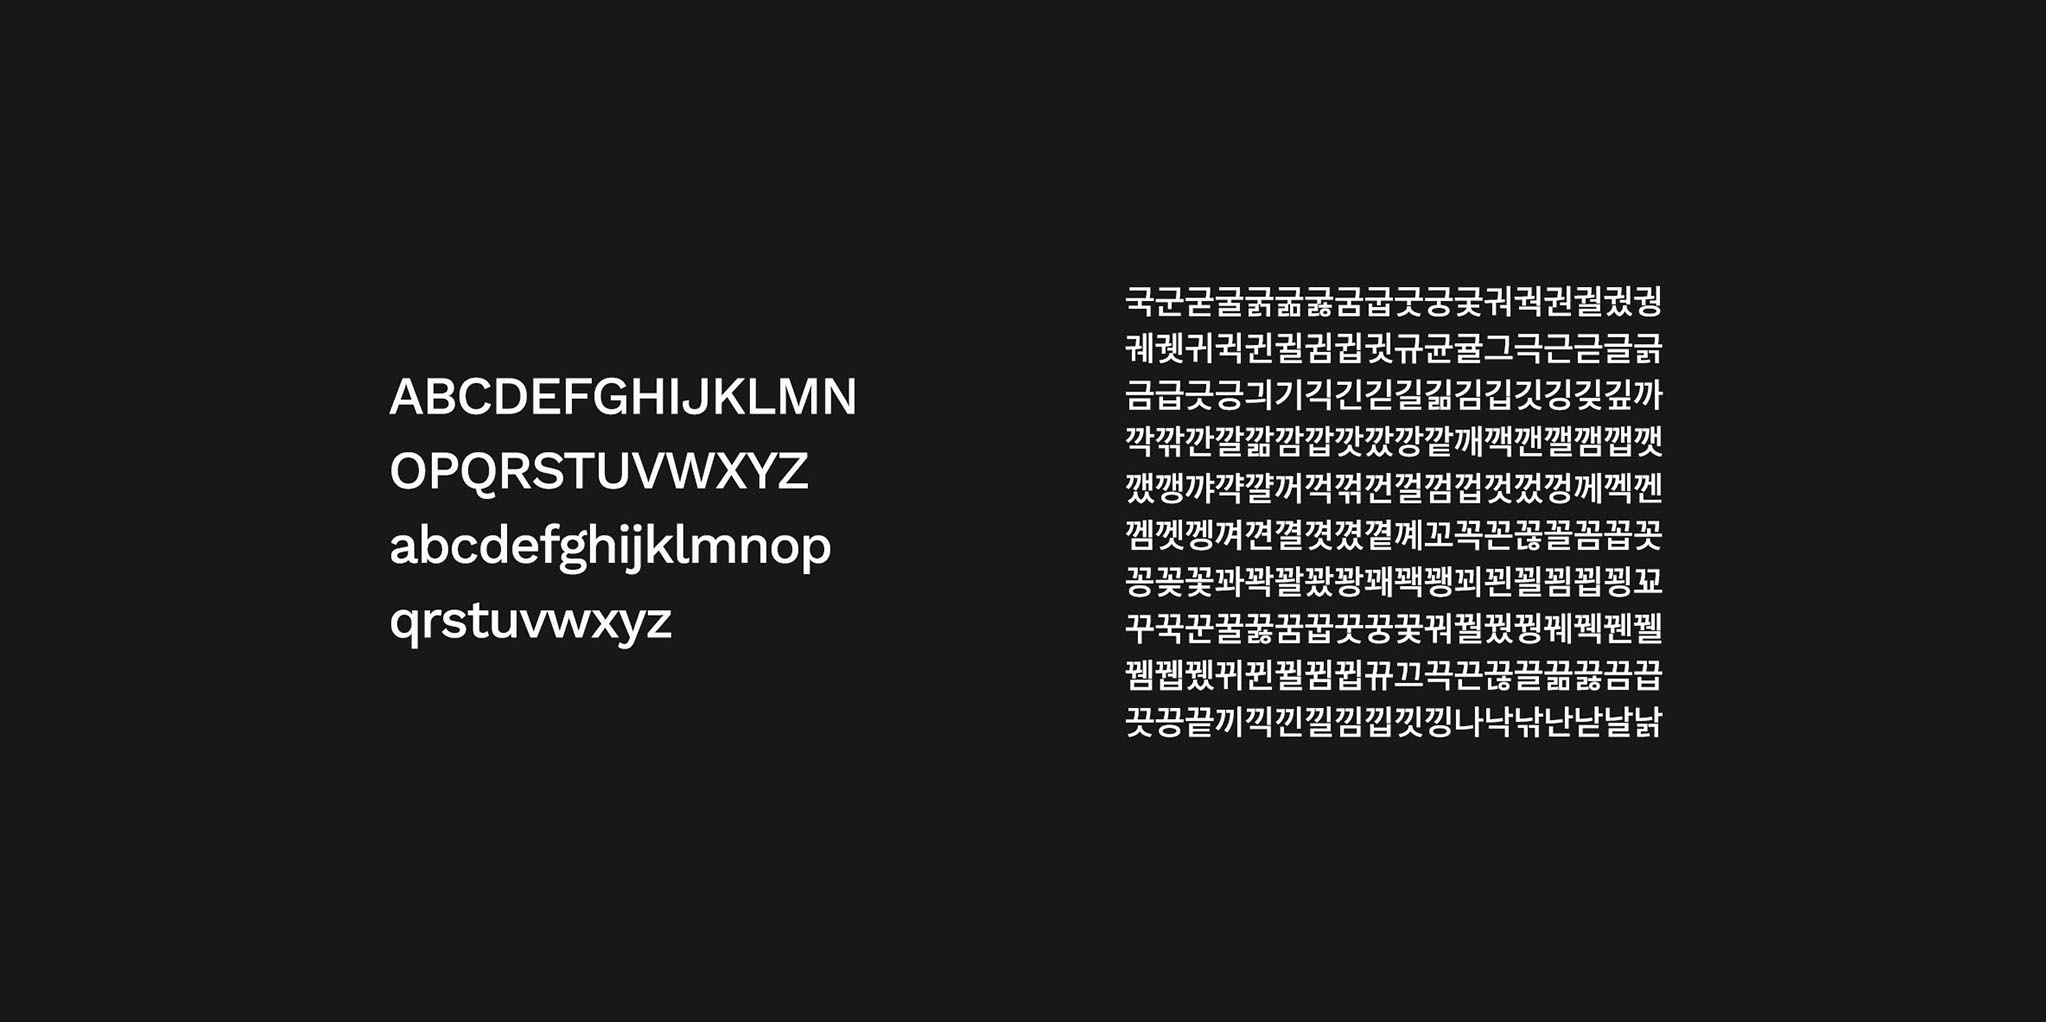 ABCDEFGHIJKLMN
OPQRSTUVWXYZ
abcdefghijklmnop
qrstuvwxyz
국군굳굴굵굶굻굼굽굿궁궂궈궉권궐궜궝
궤궷귀귁귄귈귐귑귓규균귤그극근귿글긁
금급긋긍긔기긱긴긷길긺김깁깃깅깆깊까
깍깎깐깔깖깜깝깟깠깡깥깨깩깬깰깸깹깻
깼깽꺄꺅꺌꺼꺽꺾껀껄껌껍껏껐껑께껙껜
껨껫껭껴껸껼꼇꼈꼍꼐꼬꼭꼰꼲꼴꼼꼽꼿
꽁꽂꽃꽈꽉꽐꽜꽝꽤꽥꽹꾀꾄꾈꾐꾑꾕꾜
꾸꾹꾼꿀꿇꿈꿉꿋꿍꿎꿔꿜꿨꿩꿰꿱꿴꿸
뀀뀁뀄뀌뀐뀔뀜뀝뀨끄끅끈끊끌끎끓끔끕
끗끙끝끼끽낀낄낌낍낏낑나낙낚난낟날낡